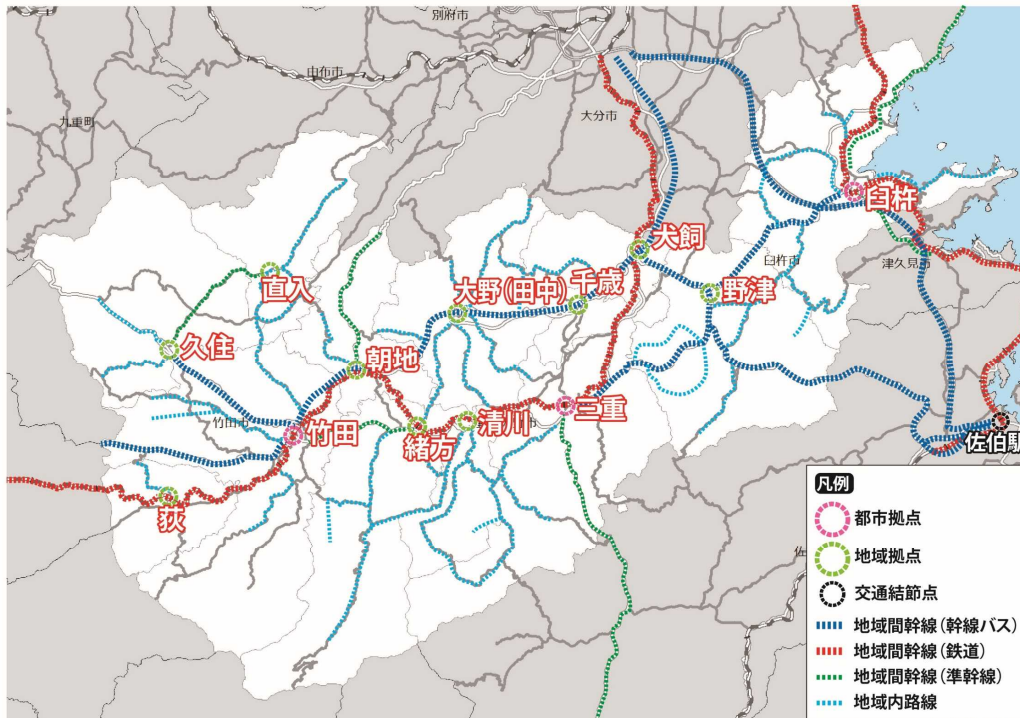 別府市
由布市
九重町
大分市
臼杵
犬飼
津久見市
直入
臼杵市
大野(田中)
千歳
野津
久住
朝地
三重
竹田市
竹田
緒方
清川
佐伯駅
荻
凡例
都市拠点
地域拠点
交通結節点
地域間幹線(幹線バス)
地域間幹線(鉄道)
地域間幹線(準幹線)
地域内路線